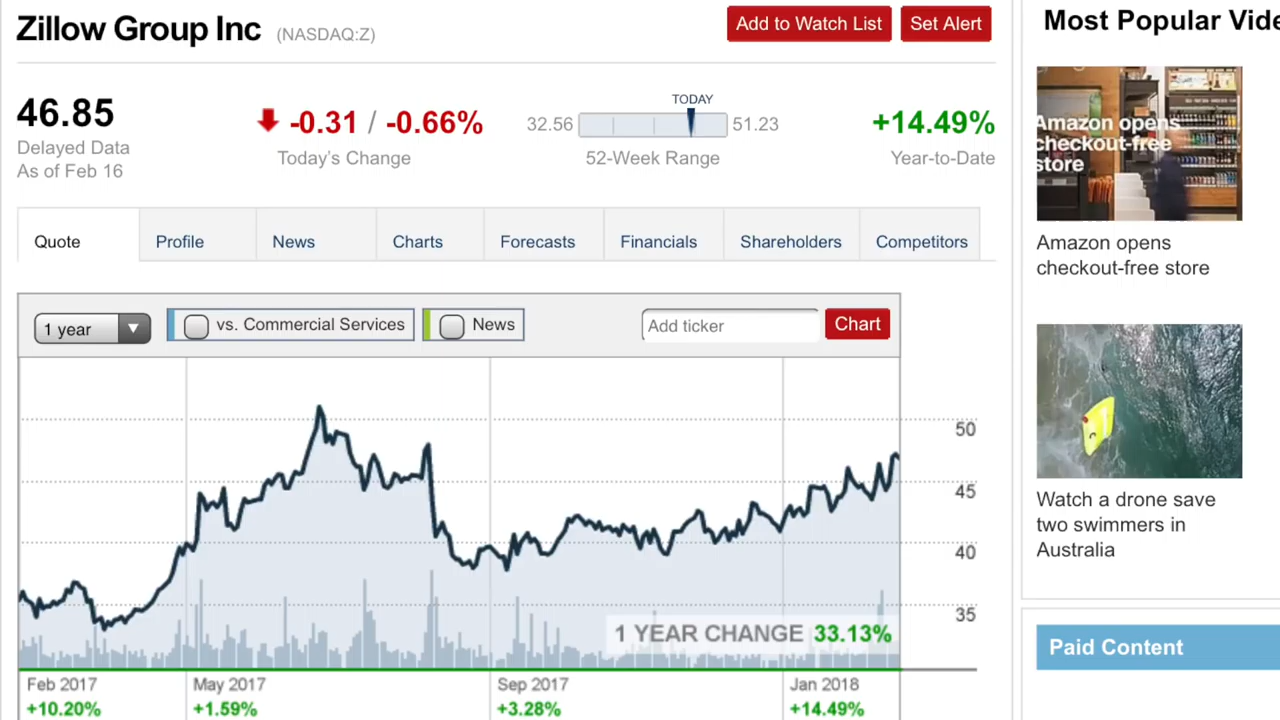 Zillow Group Inc (NASDAQ:Z)
Add to Watch List
Set Alert
46.85
Delayed Data
As of Feb 16
-0.31 / -0.66%
Today's Change
TODAY
32.56
51.23
52-Week Range
+14.49%
Year-to-Date
Quote
Profile
News
Charts
Forecasts
Financials
Shareholders
Competitors
1 year
vs. Commercial Services
News
Add ticker
Chart
50
45
40
35
1 YEAR CHANGE 33.13%
Feb 2017
+10.20%
May 2017
+1.59%
Sep 2017
+3.28%
Jan 2018
+14.49%
Most Popular Vide
Amazon opens
checkout-free
store
Amazon opens
checkout-free store
Watch a drone save
two swimmers in
Australia
Paid Content